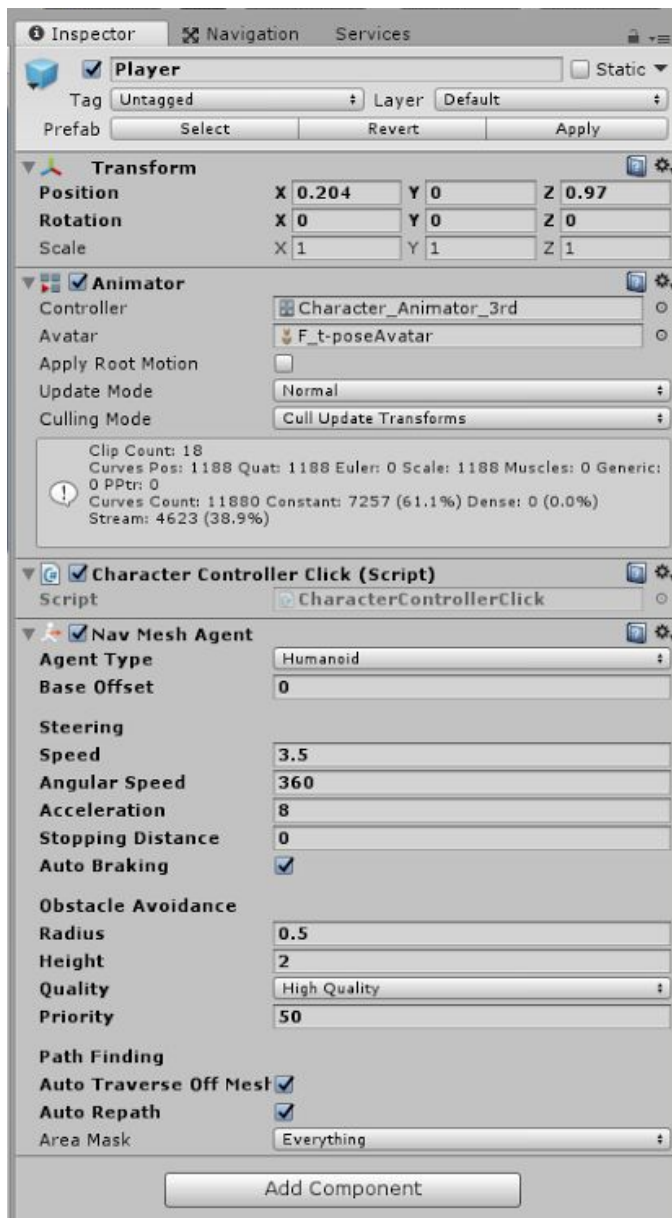 Inspector Navigation Services
Player Static
Tag Untagged Layer Default
Prefab Select Revert Apply
Transform
Position X 0.204 Y 0 Z 0.97
Rotation X 0 Y 0 Z 0
Scale X 1 Y 1 Z 1
Animator
Controller Character_Animator_3rd
Avatar F_t-poseAvatar
Apply Root Motion
Update Mode Normal
Culling Mode Cull Update Transforms
Clip Count: 18
Curves Pos: 1188 Quat: 1188 Euler: 0 Scale: 1188 Muscles: 0 Generic:
0 PPtr: 0
Curves Count: 11880 Constant: 7257 (61.1%) Dense: 0 (0.0%)
Stream: 4623 (38.9%)
Character Controller Click (Script)
Script CharacterControllerClick
Nav Mesh Agent
Agent Type Humanoid
Base Offset 0
Steering
Speed 3.5
Angular Speed 360
Acceleration 8
Stopping Distance 0
Auto Braking
Obstacle Avoidance
Radius 0.5
Height 2
Quality High Quality
Priority 50
Path Finding
Auto Traverse Off Mesh
Auto Repath
Area Mask Everything
Add Component